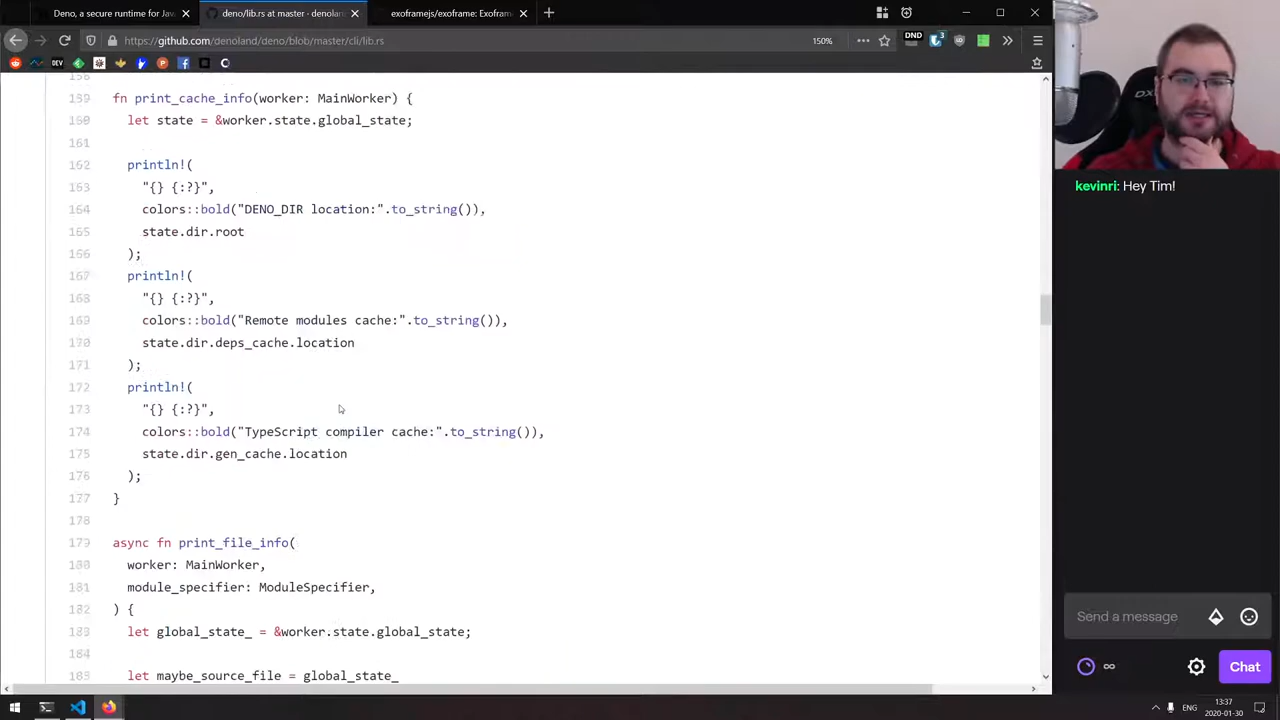 Deno, a secure runtime for Java
deno/lib.rs at master · denolan
exoframejs/exoframe: Exofram
https://github.com/denoland/deno/blob/master/cli/lib.rs
150%
DND
3
DEV
158
159 fn print_cache_info(worker: MainWorker) {
160 let state = &worker.state.global_state;
161
162 println!(
163 "{} {:?}",
164 colors::bold("DENO_DIR location:".to_string()),
165 state.dir.root
166 );
167 println!(
168 "{} {:?}",
169 colors::bold("Remote modules cache:".to_string()),
170 state.dir.deps_cache.location
171 );
172 println!(
173 "{} {:?}",
174 colors::bold("TypeScript compiler cache:".to_string()),
175 state.dir.gen_cache.location
176 );
177 }
178
179 async fn print_file_info(
180 worker: MainWorker,
181 module_specifier: ModuleSpecifier,
182 ) {
183 let global_state_ = &worker.state.global_state;
184
185 let maybe_source_file = global_state_
kevinri: Hey Tim!
Send a message
Chat
ENG
13:37
2020-01-30